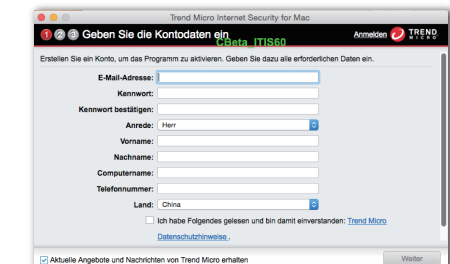 Trend Micro Internet Security for Mac
1 2 3 Geben Sie die Kontodaten ein
CBeta_ITIS60
Anmelden
TREND
MICRO
Erstellen Sie ein Konto, um das Programm zu aktivieren. Geben Sie dazu alle erforderlichen Daten ein.
E-Mail-Adresse:
Kennwort:
Kennwort bestätigen:
Anrede: Herr
Vorname:
Nachname:
Computername:
Telefonnummer:
Land: China
Ich habe Folgendes gelesen und bin damit einverstanden: Trend Micro
Datenschutzhinweise .
Aktuelle Angebote und Nachrichten von Trend Micro erhalten
Weiter